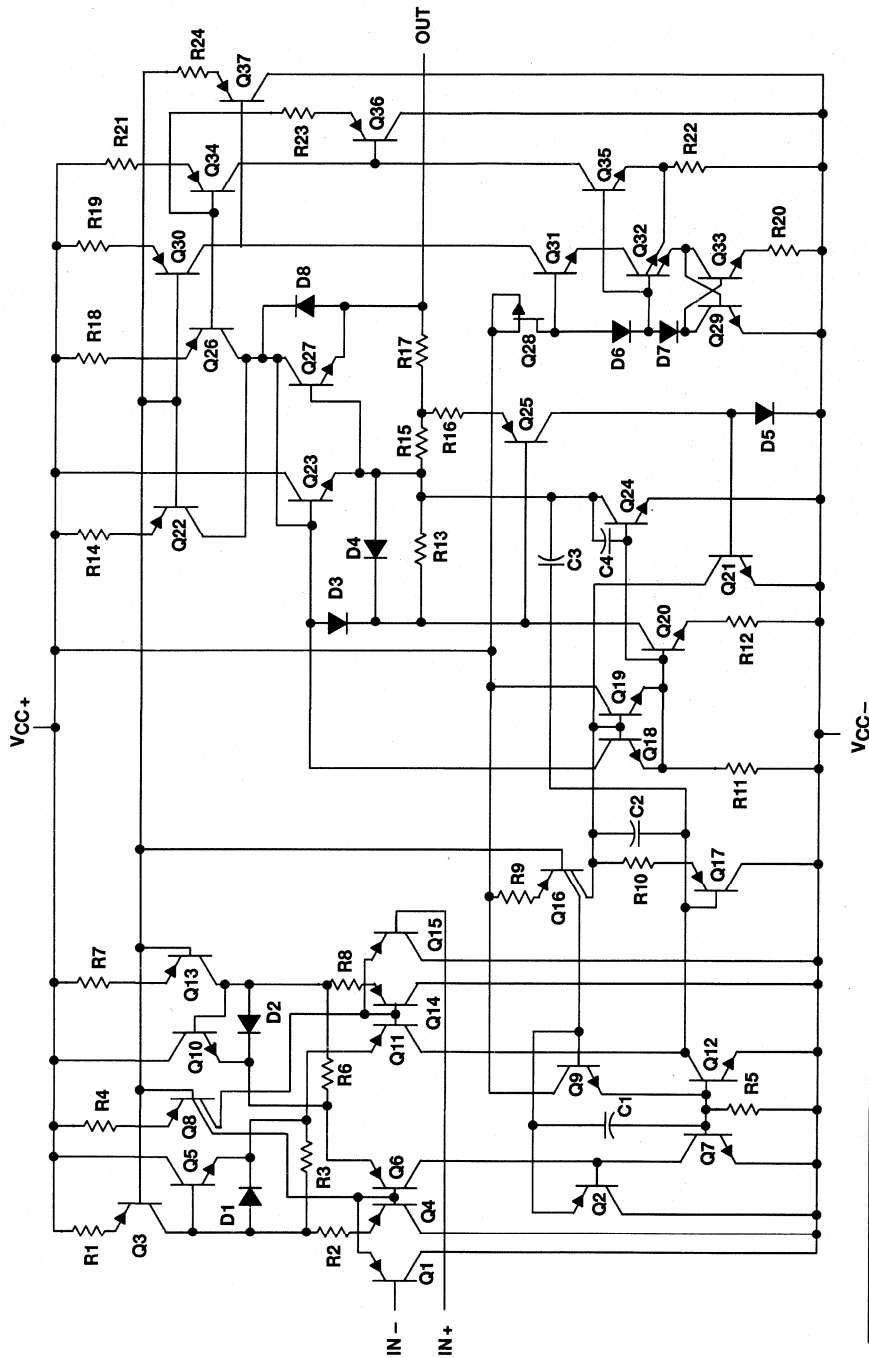 VCC+
R1
R4
R7
R14
R18
R19
R21
R24
Q3
Q5
Q8
Q10
Q13
Q22
Q26
Q30
Q34
Q37
D1
D2
R23
Q36
D8
R3
R6
R2
R8
Q23
Q27
D3
D4
R13
R15
R17
OUT
Q1
Q4
Q6
Q11
Q14
Q15
IN −
IN+
R9
Q16
R16
Q25
Q28
Q31
Q35
C3
C4
Q24
D6
D7
Q32
R22
Q2
Q9
C1
Q7
Q12
R5
R10
C2
Q17
Q18
Q19
Q20
Q21
D5
Q29
Q33
R20
R11
R12
VCC−